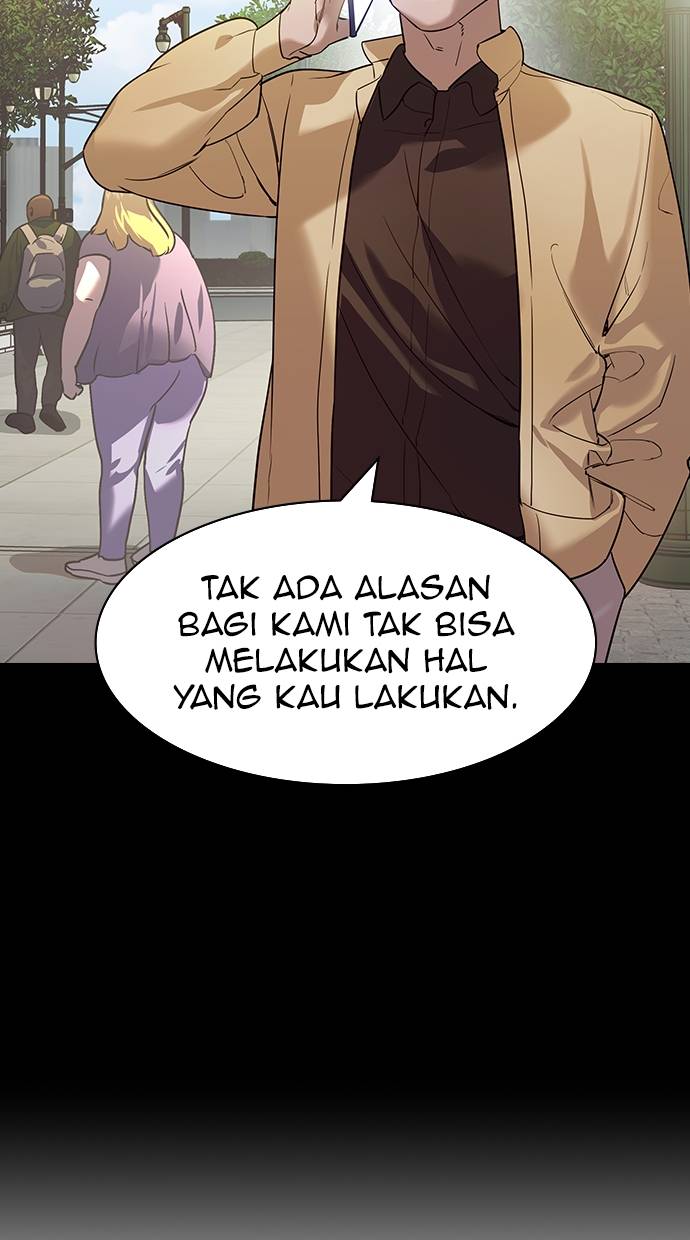 TAK ADA ALASAN
BAGI KAMI TAK BISA
MELAKUKAN HAL
YANG KAU LAKUKAN.